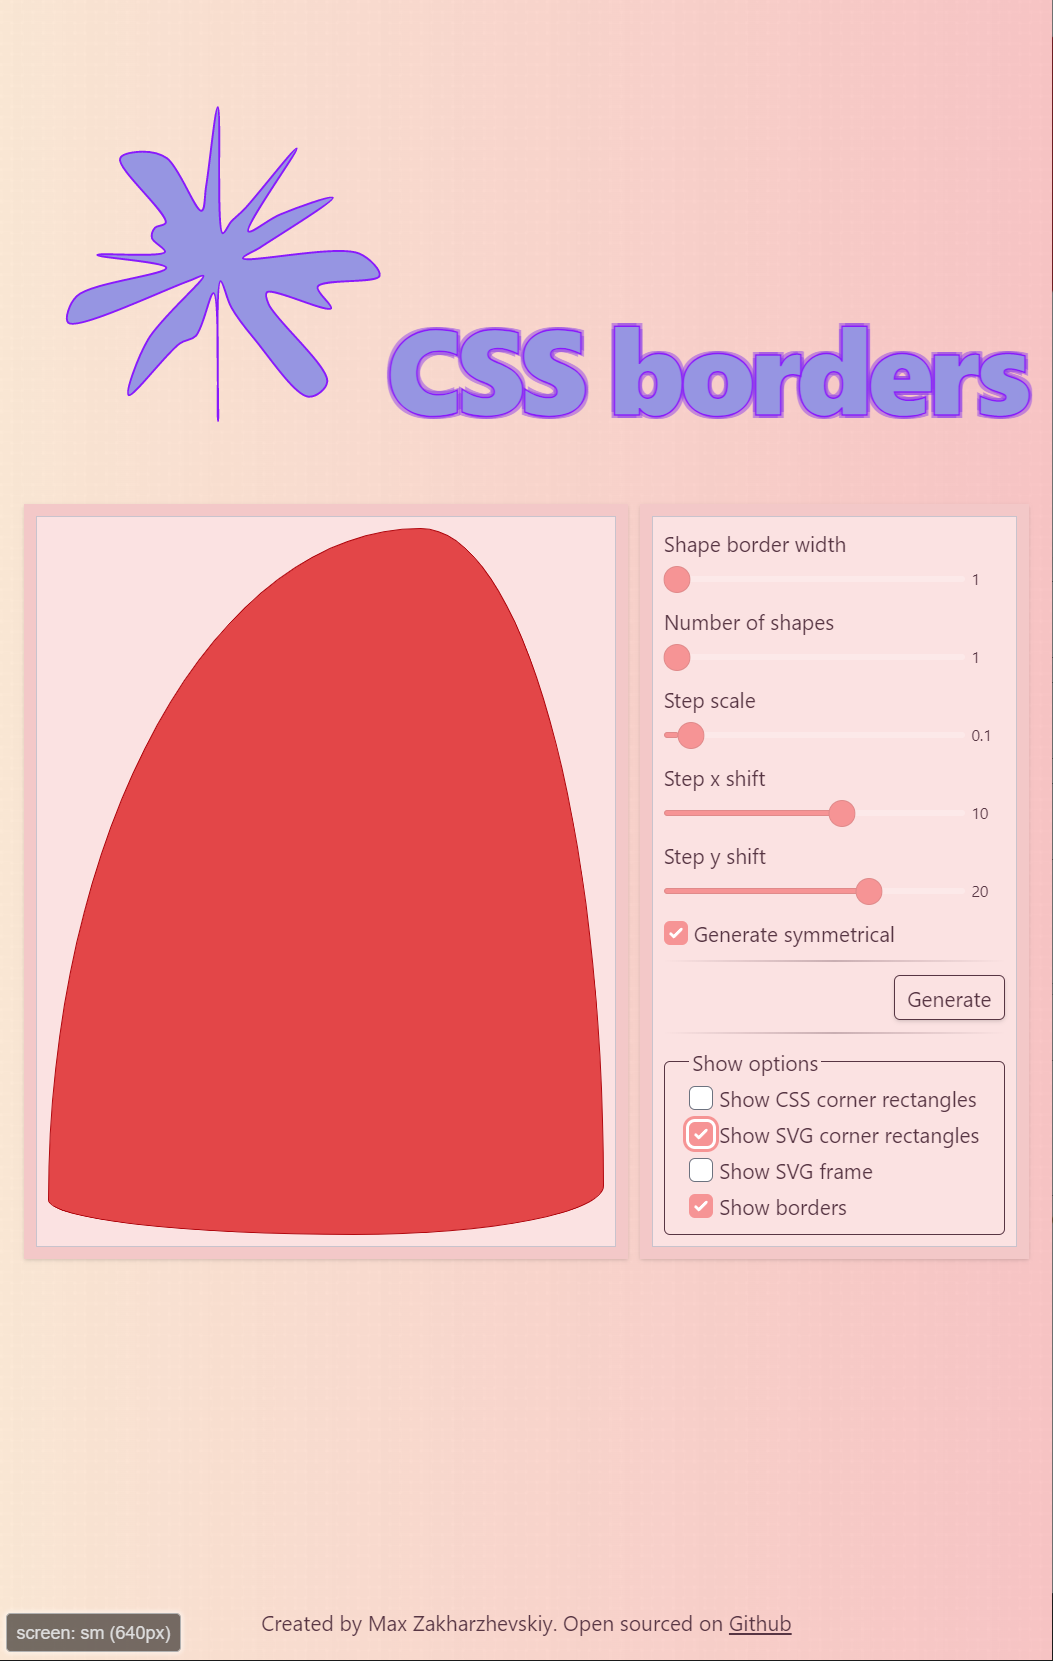 CSS borders
Shape border width
1
Number of shapes
1
Step scale
0.1
Step x shift
10
Step y shift
20
Generate symmetrical
Generate
Show options
Show CSS corner rectangles
Show SVG corner rectangles
Show SVG frame
Show borders
Created by Max Zakharzhevskiy. Open sourced on Github
screen: sm (640px)